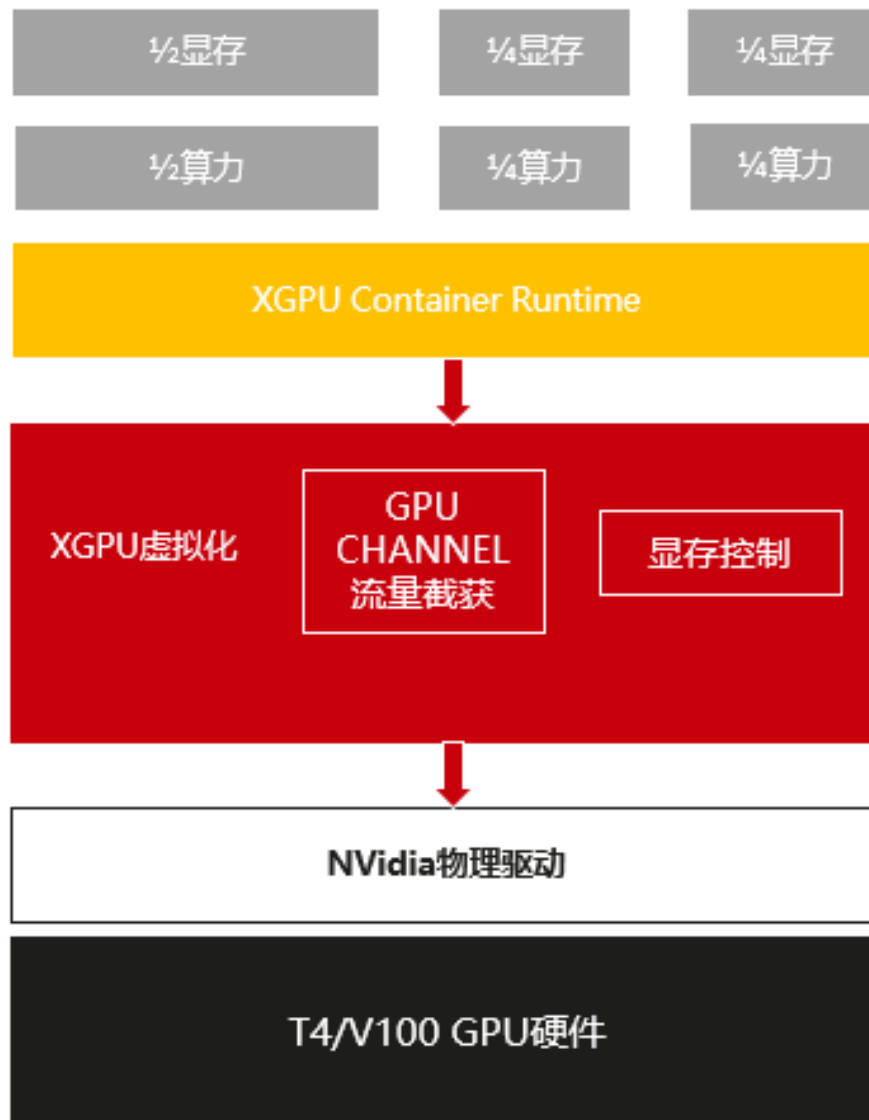 ½显存
¼显存
¼显存
½算力
¼算力
¼算力
XGPU Container Runtime
XGPU虚拟化
GPU
CHANNEL
流量截获
显存控制
NVidia物理驱动
T4/V100 GPU硬件